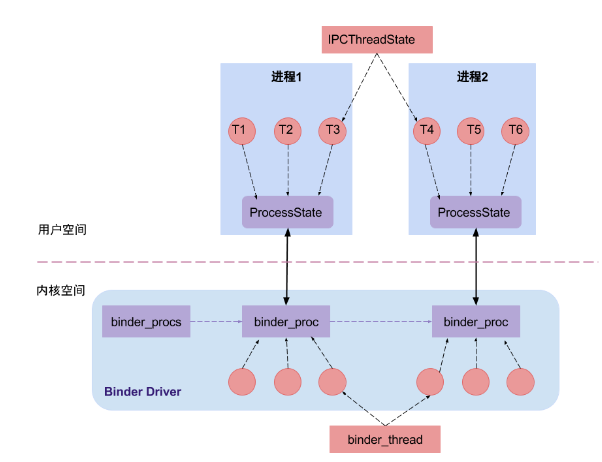 IPCThreadState
进程1
进程2
T1
T2
T3
T4
T5
T6
ProcessState
ProcessState
用户空间
内核空间
binder_procs
binder_proc
binder_proc
Binder Driver
binder_thread